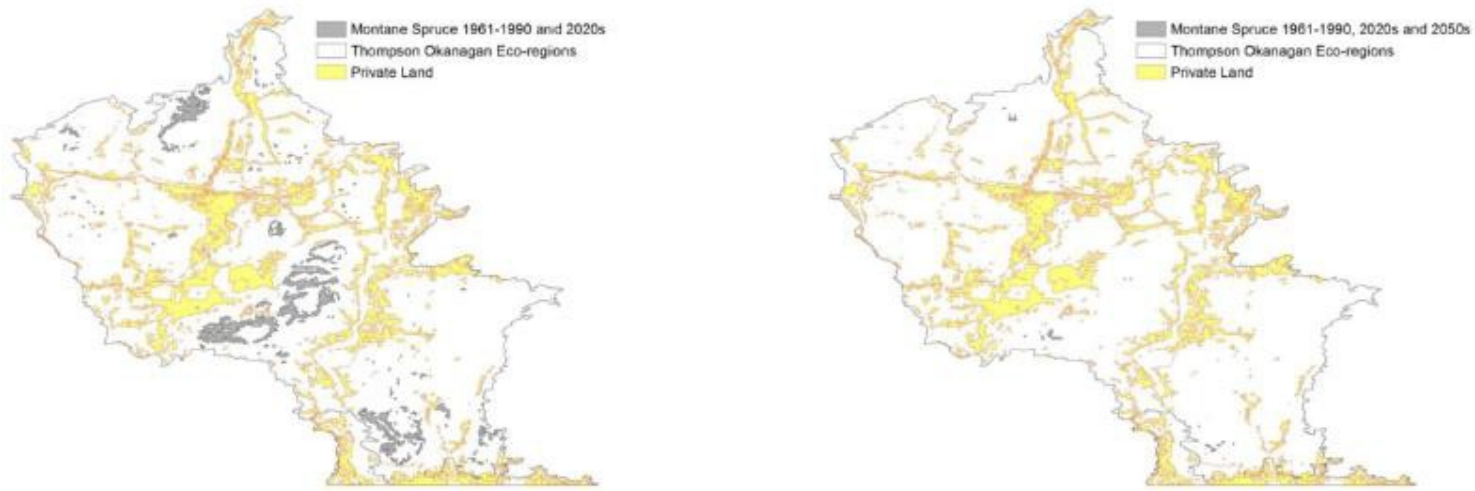 Montane Spruce 1961-1990 and 2020s
Thompson Okanagan Eco-regions
Private Land
Montane Spruce 1961-1990, 2020s and 2050s
Thompson Okanagan Eco-regions
Private Land